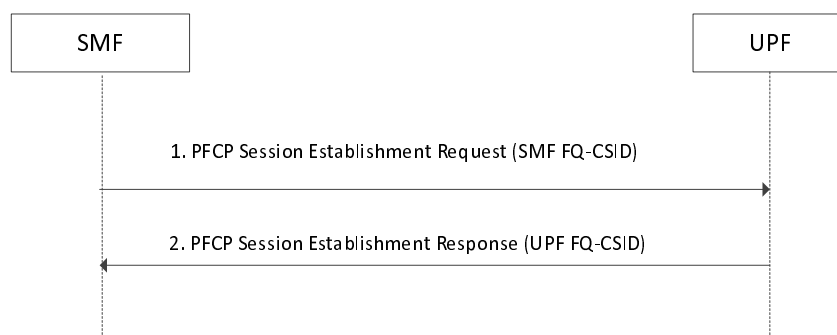 SMF
UPF
1. PFCP Session Establishment Request (SMF FQ-CSID)
2. PFCP Session Establishment Response (UPF FQ-CSID)